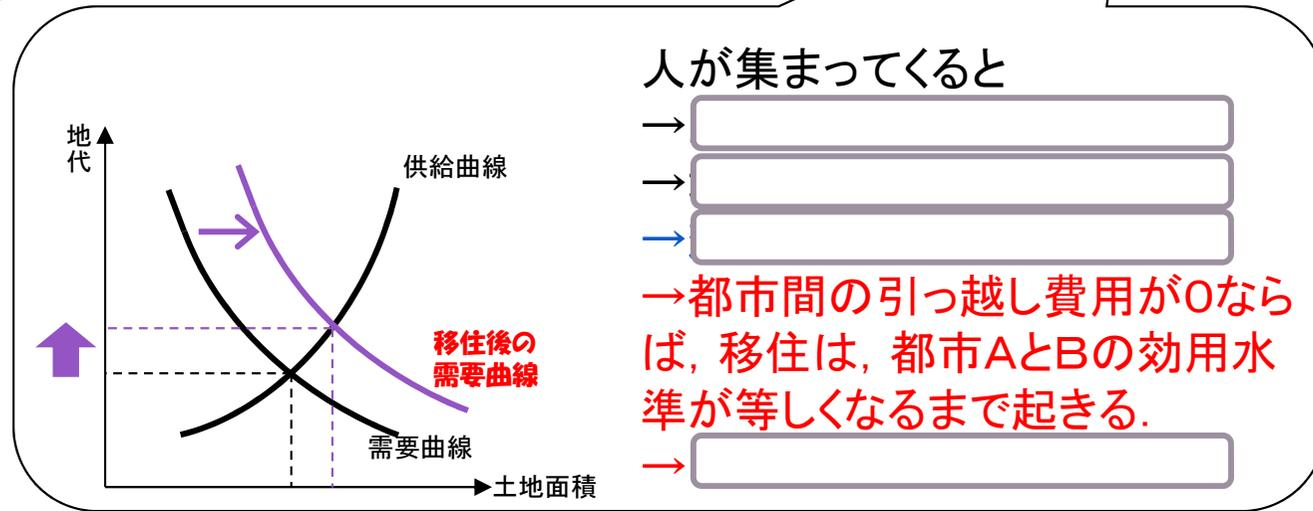 人が集まってくると
→
→
→
→都市間の引っ越し費用が0なら
ば，移住は，都市AとBの効用水
準が等しくなるまで起きる．
→
地代
供給曲線
移住後の
需要曲線
需要曲線
土地面積